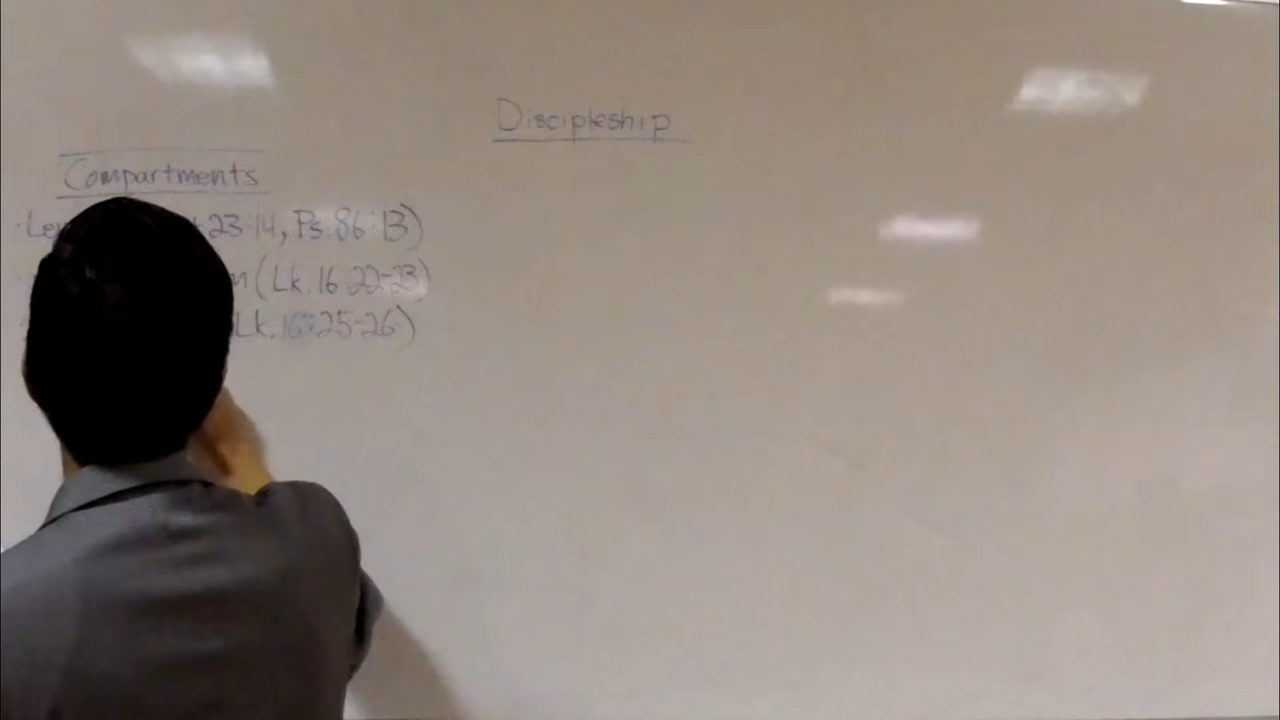 Discipleship
Compartments
23:14, Ps. 86:13)
(Lk. 16:22-23)
Lk. 16:25-26)